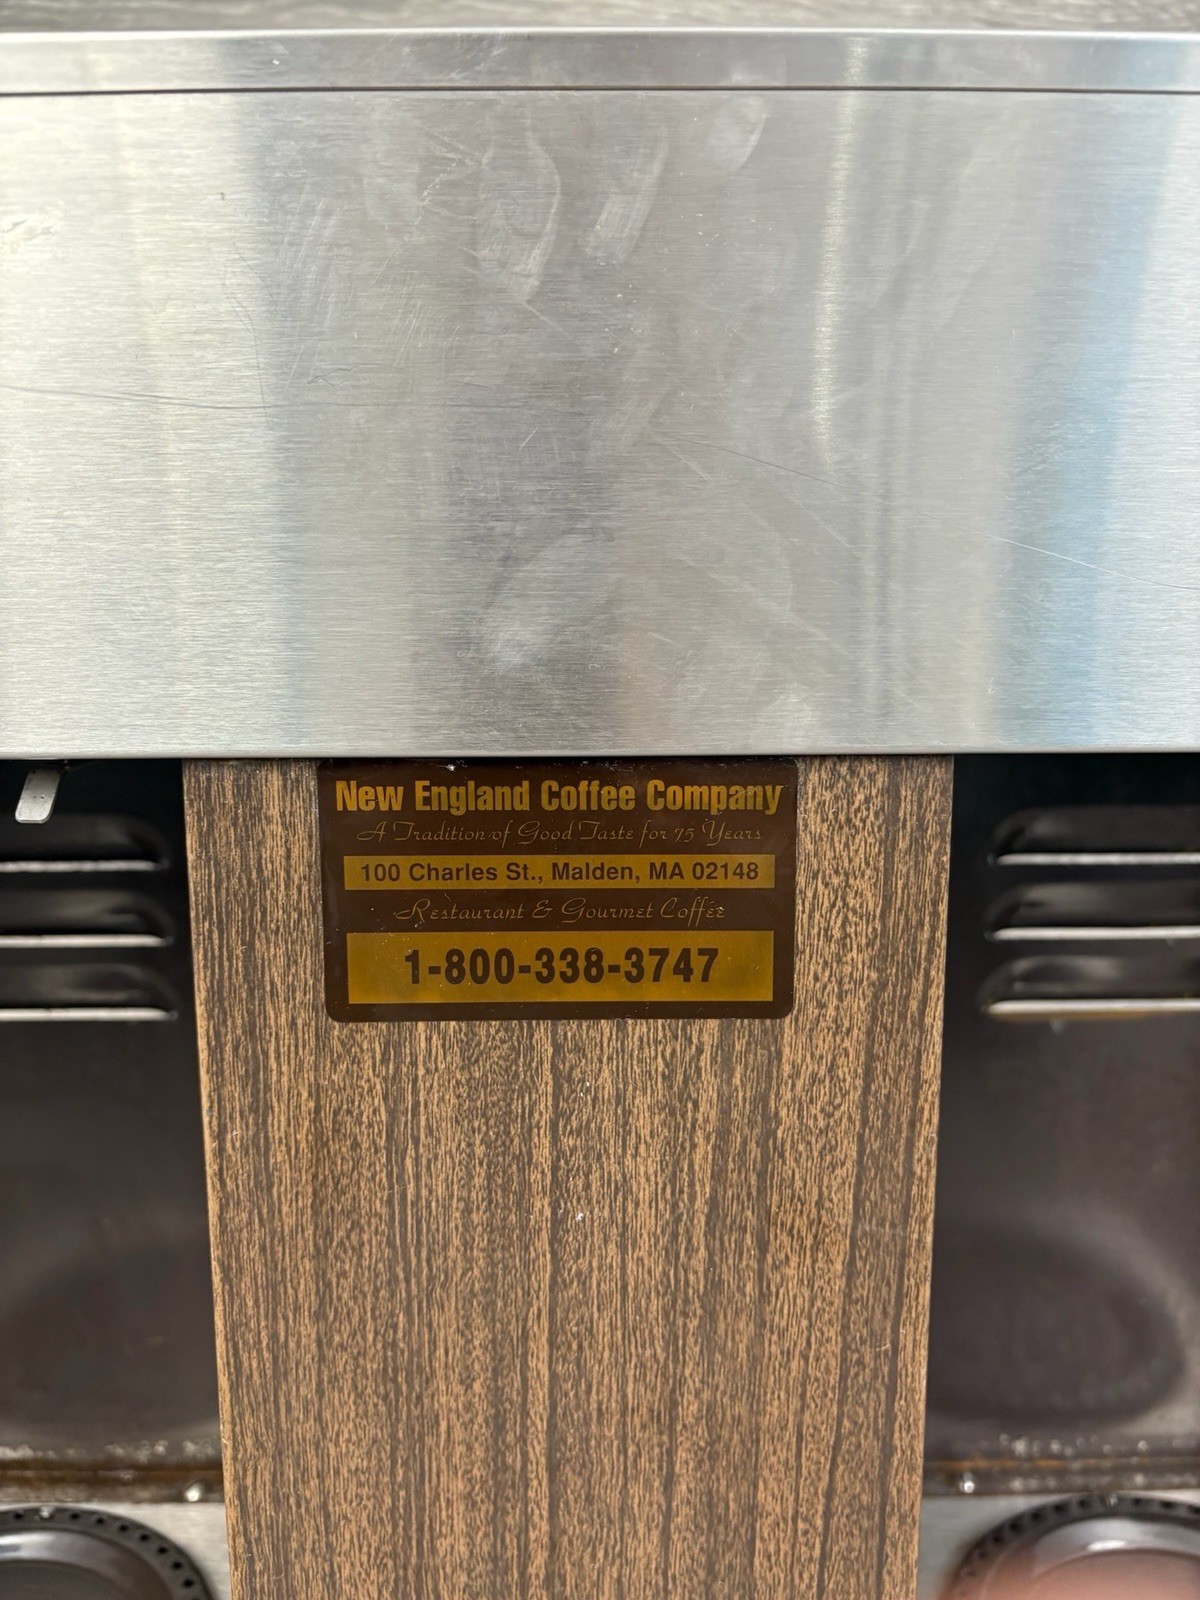 New England Coffee Company
A Tradition of Good Taste for 75 Years
100 Charles St., Malden, MA 02148
Restaurant & Gourmet Coffee
1-800-338-3747